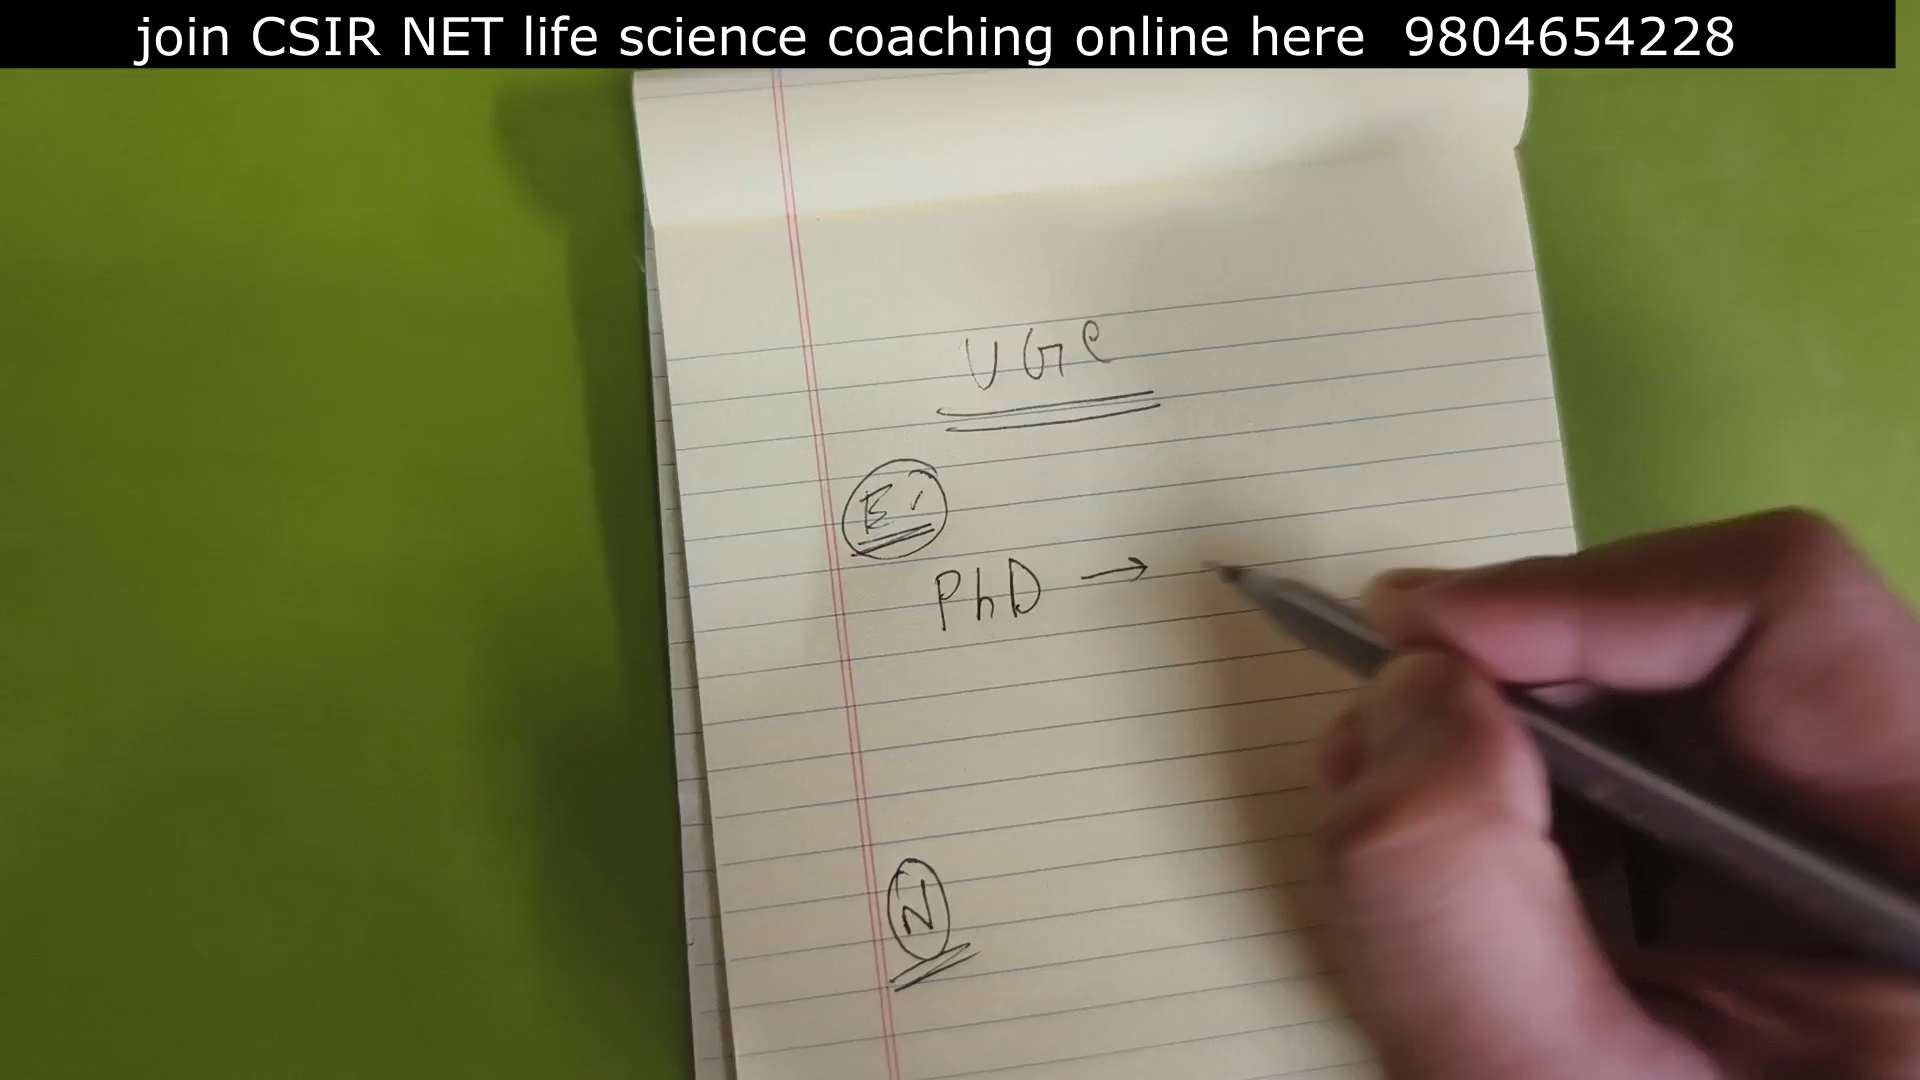 join CSIR NET life science coaching online here 9804654228
UGC
PhD →
N